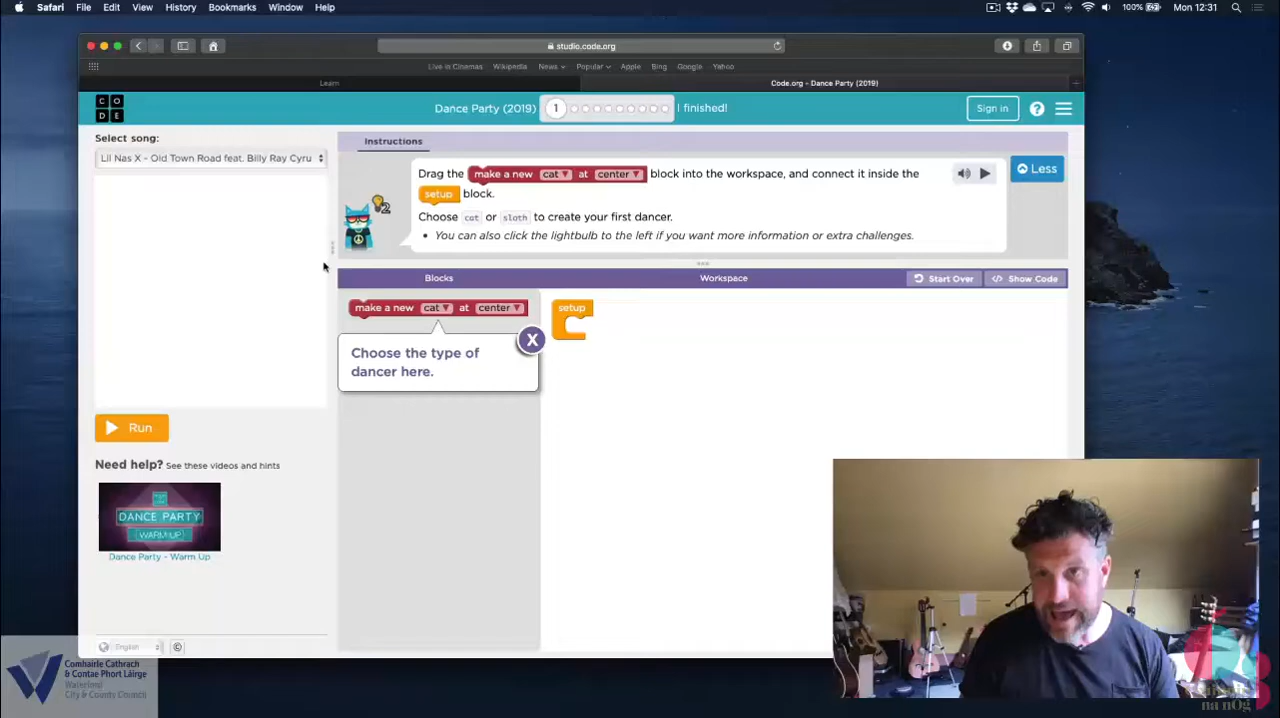 Safari File Edit View History Bookmarks Window Help 100% Mon 12:31
studio.code.org
Live in Cinemas Wikipedia News Popular Apple Bing Google Yahoo
Learn Code.org - Dance Party (2019)
CODE Dance Party (2019) 1 I finished! Sign in ?
Select song:
Lil Nas X - Old Town Road feat. Billy Ray Cyru
Instructions
Drag the make a new cat at center block into the workspace, and connect it inside the
setup block.
Less
2
Choose cat or sloth to create your first dancer.
• You can also click the lightbulb to the left if you want more information or extra challenges.
Blocks Workspace Start Over </> Show Code
make a new cat at center
setup
X
Choose the type of
dancer here.
Run
Need help? See these videos and hints
DANCE PARTY
WARM UP
Dance Party - Warm Up
English ©
Comhairle Cathrach
& Contae Phort Láirge
Waterford
City & County Council
na nÓg